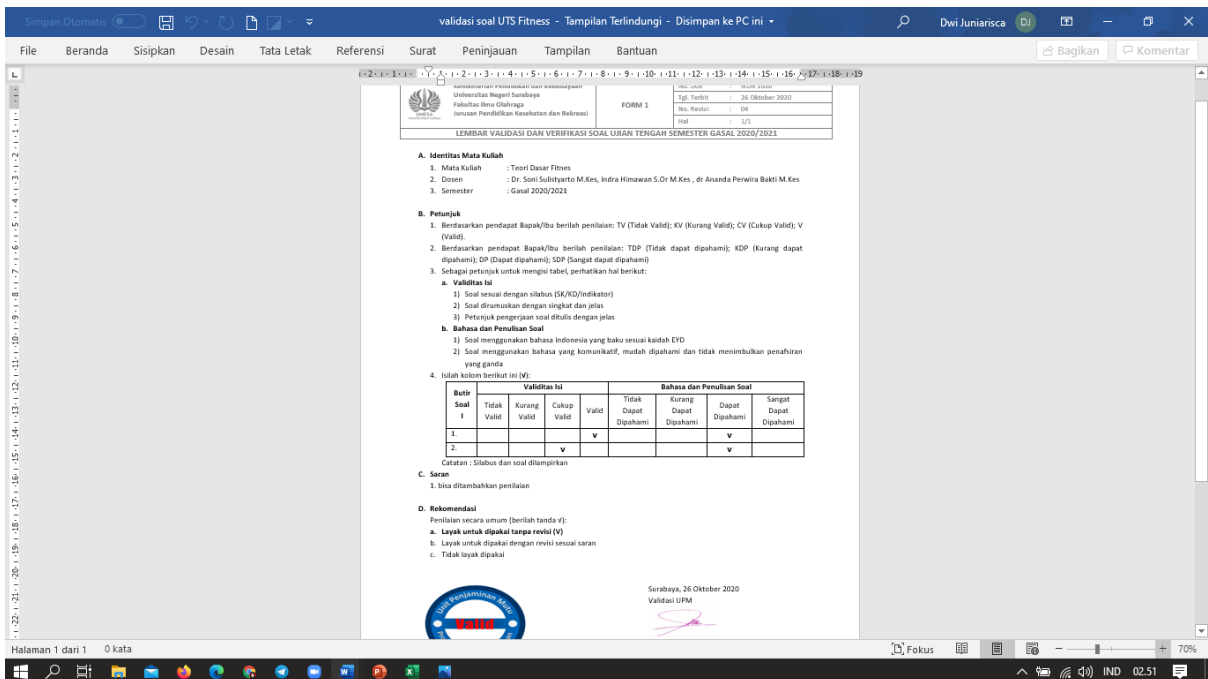 Simpan Otomatis
validasi soal UTS Fitness - Tampilan Terlindungi - Disimpan ke PC ini
Dwi Juniarisca
DJ
File Beranda Sisipkan Desain Tata Letak Referensi Surat Peninjauan Tampilan Bantuan
Bagikan Komentar
Kementerian Pendidikan dan Kebudayaan
Universitas Negeri Surabaya
Fakultas Ilmu Olahraga
Jurusan Pendidikan Kesehatan dan Rekreasi
UNESA
FORM 1
Tgl. Terbit : 26 Oktober 2020
No. Revisi : 04
Hal : 1/1
LEMBAR VALIDASI DAN VERIFIKASI SOAL UJIAN TENGAH SEMESTER GASAL 2020/2021
A. Identitas Mata Kuliah
1. Mata Kuliah : Teori Dasar Fitnes
2. Dosen : Dr. Soni Sulistyarto M.Kes, Indra Himawan S.Or M.Kes , dr Ananda Perwira Bakti M.Kes
3. Semester : Gasal 2020/2021
B. Petunjuk
1. Berdasarkan pendapat Bapak/Ibu berilah penilaian: TV (Tidak Valid); KV (Kurang Valid); CV (Cukup Valid); V
(Valid).
2. Berdasarkan pendapat Bapak/Ibu berilah penilaian: TDP (Tidak dapat dipahami); KDP (Kurang dapat
dipahami); DP (Dapat dipahami); SDP (Sangat dapat dipahami)
3. Sebagai petunjuk untuk mengisi tabel, perhatikan hal berikut:
a. Validitas Isi
1) Soal sesuai dengan silabus (SK/KD/Indikator)
2) Soal dirumuskan dengan singkat dan jelas
3) Petunjuk pengerjaan soal ditulis dengan jelas
b. Bahasa dan Penulisan Soal
1) Soal menggunakan bahasa Indonesia yang baku sesuai kaidah EYD
2) Soal menggunakan bahasa yang komunikatif, mudah dipahami dan tidak menimbulkan penafsiran
yang ganda
4. Isilah kolom berikut ini (√):
Butir Soal I
Validitas Isi
Bahasa dan Penulisan Soal
Tidak Valid
Kurang Valid
Cukup Valid
Valid
Tidak Dapat Dipahami
Kurang Dapat Dipahami
Dapat Dipahami
Sangat Dapat Dipahami
1. v v
2. v v
Catatan : Silabus dan soal dilampirkan
C. Saran
1. bisa ditambahkan penilaian
D. Rekomendasi
Penilaian secara umum (berilah tanda √):
a. Layak untuk dipakai tanpa revisi (V)
b. Layak untuk dipakai dengan revisi sesuai saran
c. Tidak layak dipakai
Surabaya, 26 Oktober 2020
Validasi UPM
Unit Penjaminan Mutu
Valid
Halaman 1 dari 1 0 kata
Fokus
70%
IND 02.51